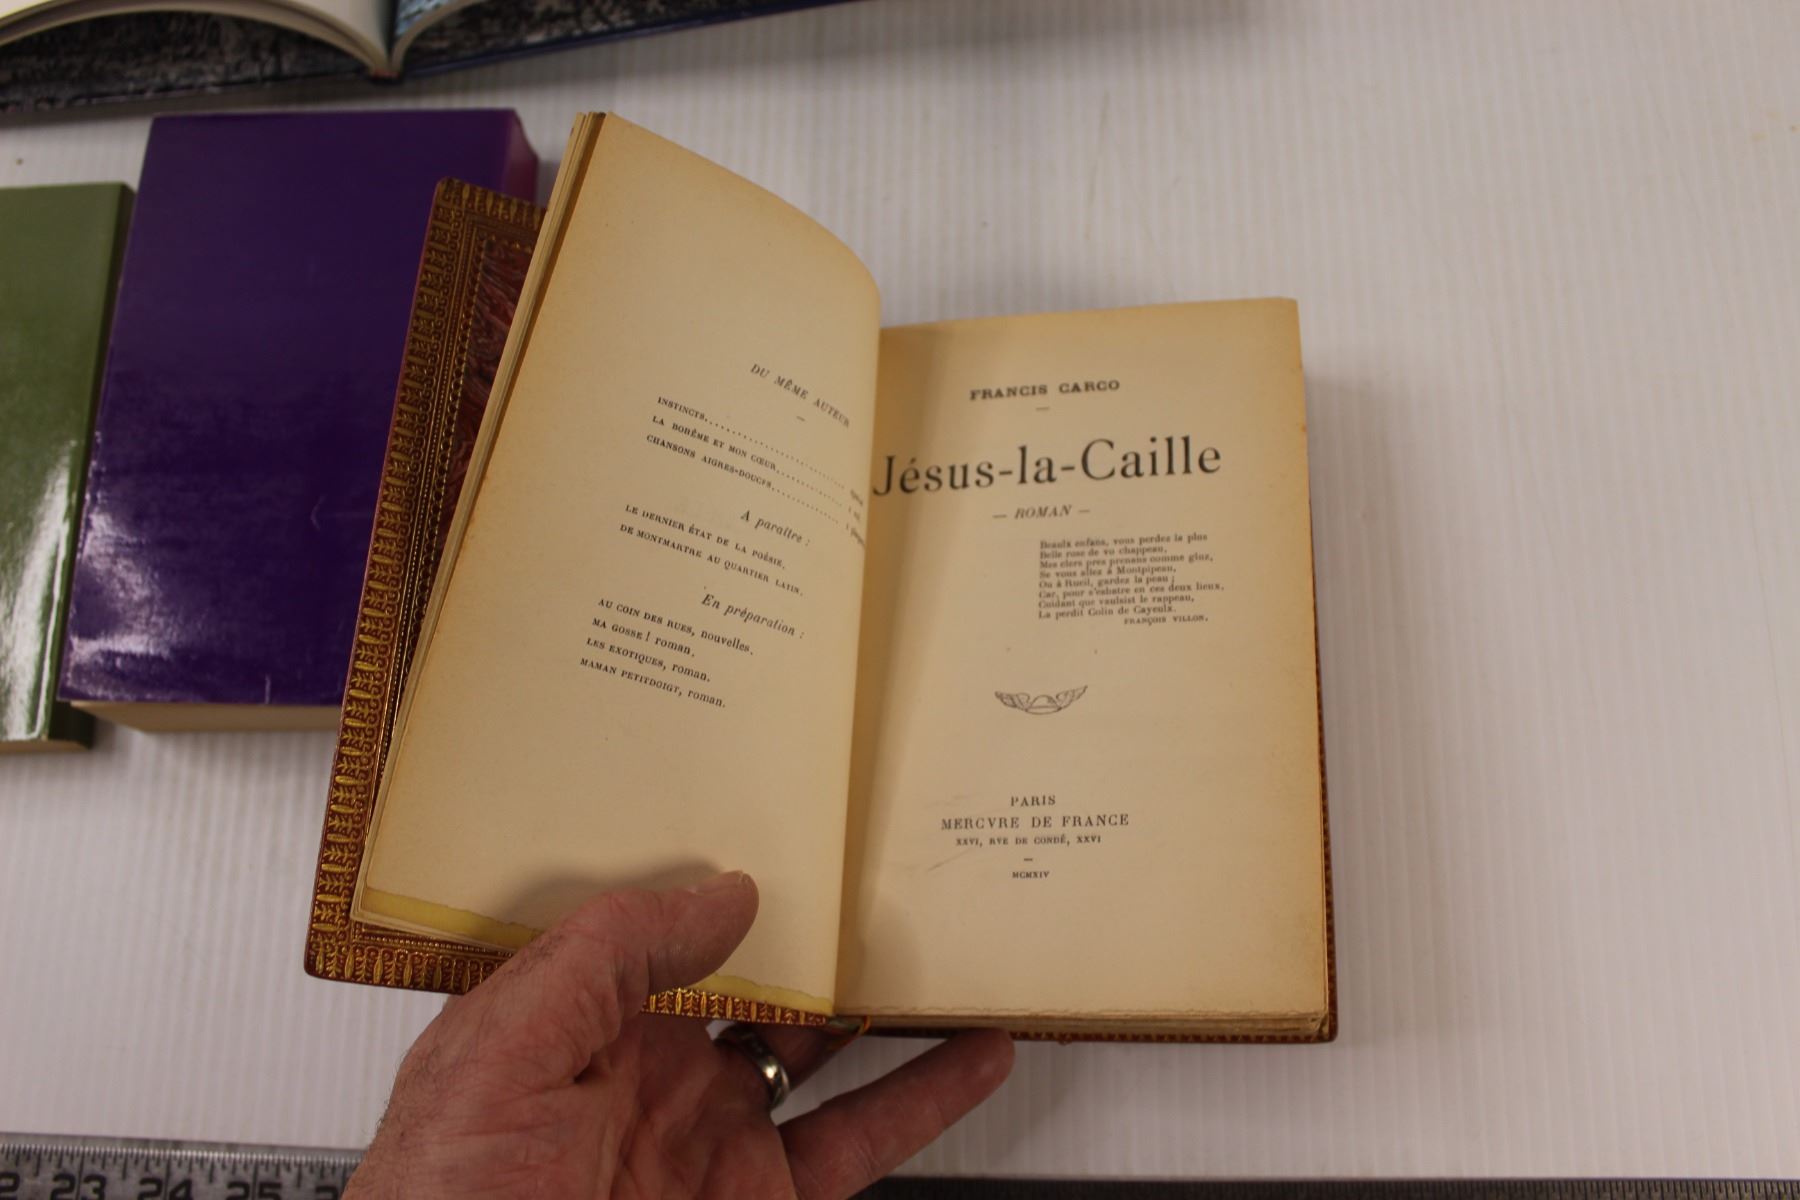 DU MÊME AUTEUR
INSTINCTS
LA BOHÊME ET MON CŒUR
CHANSONS AIGRES-DOUCES
A paraître :
LE DERNIER ÉTAT DE LA POÉSIE.
DE MONTMARTRE AU QUARTIER LATIN.
En préparation :
AU COIN DES RUES, nouvelles.
MA GOSSE ! roman.
LES EXOTIQUES, roman.
MAMAN PETITDOIGT, roman.
FRANCIS CARCO
Jésus-la-Caille
— ROMAN —
Beaulx enfans, vous perdez la plus
Belle rose de vo chappeau,
Mes clers pres prenans comme gluz,
Se vous allez à Montpipeau,
Ou à Rueil, gardez la peau ;
Car, pour s'esbatre en ces deux lieux,
Cuidant que vaulsist le rappeau,
La perdit Colin de Cayeulx.
FRANÇOIS VILLON.
PARIS
MERCVRE DE FRANCE
XXVI, RVE DE CONDÉ, XXVI
MCMXIV
23 24 25